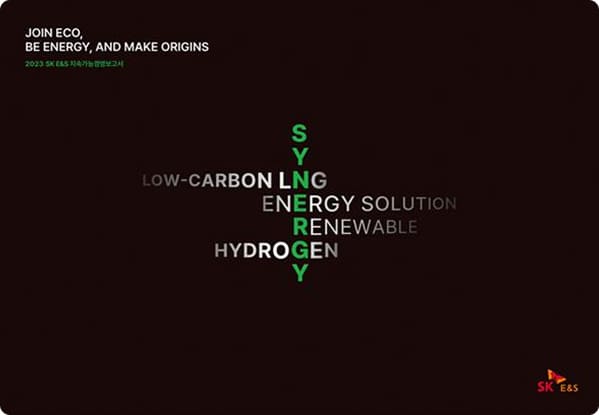 JOIN ECO,
BE ENERGY, AND MAKE ORIGINS
2023 SK E&S 지속가능경영보고서
SYNERGY
LOW-CARBON LNG
ENERGY SOLUTION
RENEWABLE
HYDROGEN
SK E&S